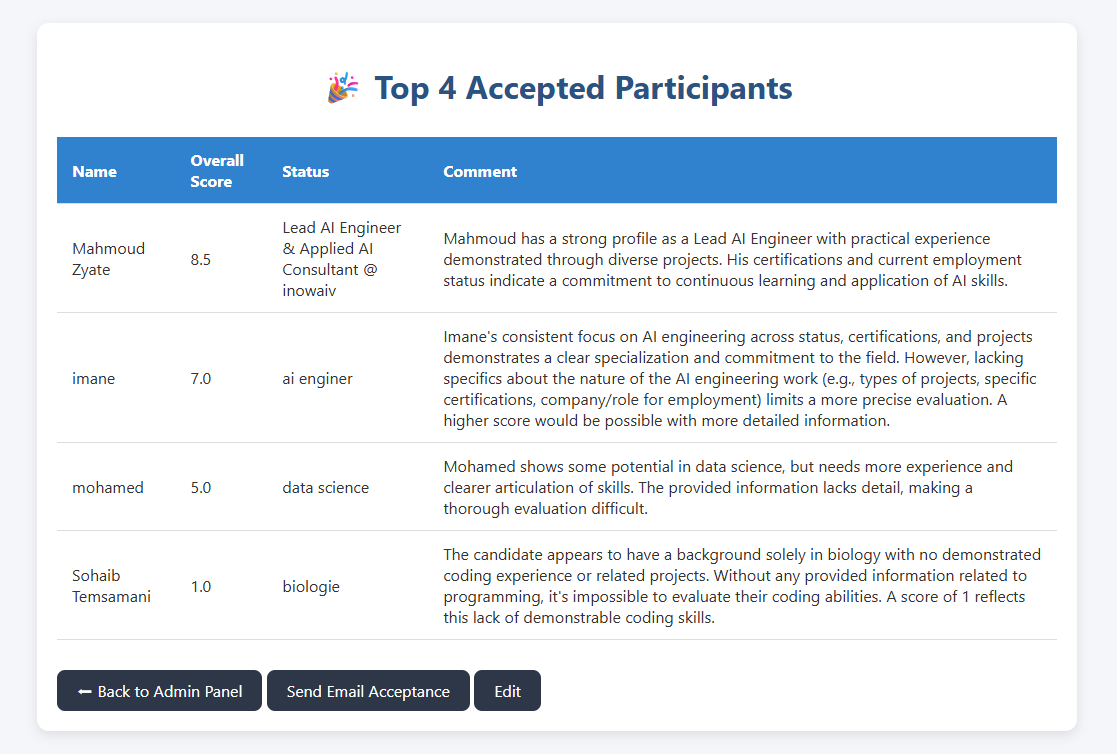 🎉 Top 4 Accepted Participants
Name
Overall
Score
Status
Comment
Mahmoud
Zyate
8.5
Lead AI Engineer
& Applied AI
Consultant @
inowaiv
Mahmoud has a strong profile as a Lead AI Engineer with practical experience
demonstrated through diverse projects. His certifications and current employment
status indicate a commitment to continuous learning and application of AI skills.
imane
7.0
ai enginer
Imane's consistent focus on AI engineering across status, certifications, and projects
demonstrates a clear specialization and commitment to the field. However, lacking
specifics about the nature of the AI engineering work (e.g., types of projects, specific
certifications, company/role for employment) limits a more precise evaluation. A
higher score would be possible with more detailed information.
mohamed
5.0
data science
Mohamed shows some potential in data science, but needs more experience and
clearer articulation of skills. The provided information lacks detail, making a
thorough evaluation difficult.
Sohaib
Temsamani
1.0
biologie
The candidate appears to have a background solely in biology with no demonstrated
coding experience or related projects. Without any provided information related to
programming, it's impossible to evaluate their coding abilities. A score of 1 reflects
this lack of demonstrable coding skills.
⬅ Back to Admin Panel
Send Email Acceptance
Edit